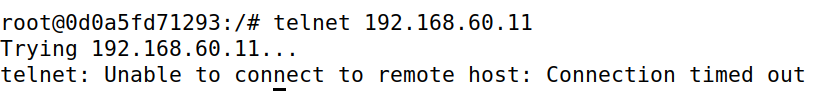 root@0d0a5fd71293:/# telnet 192.168.60.11
Trying 192.168.60.11...
telnet: Unable to connect to remote host: Connection timed out